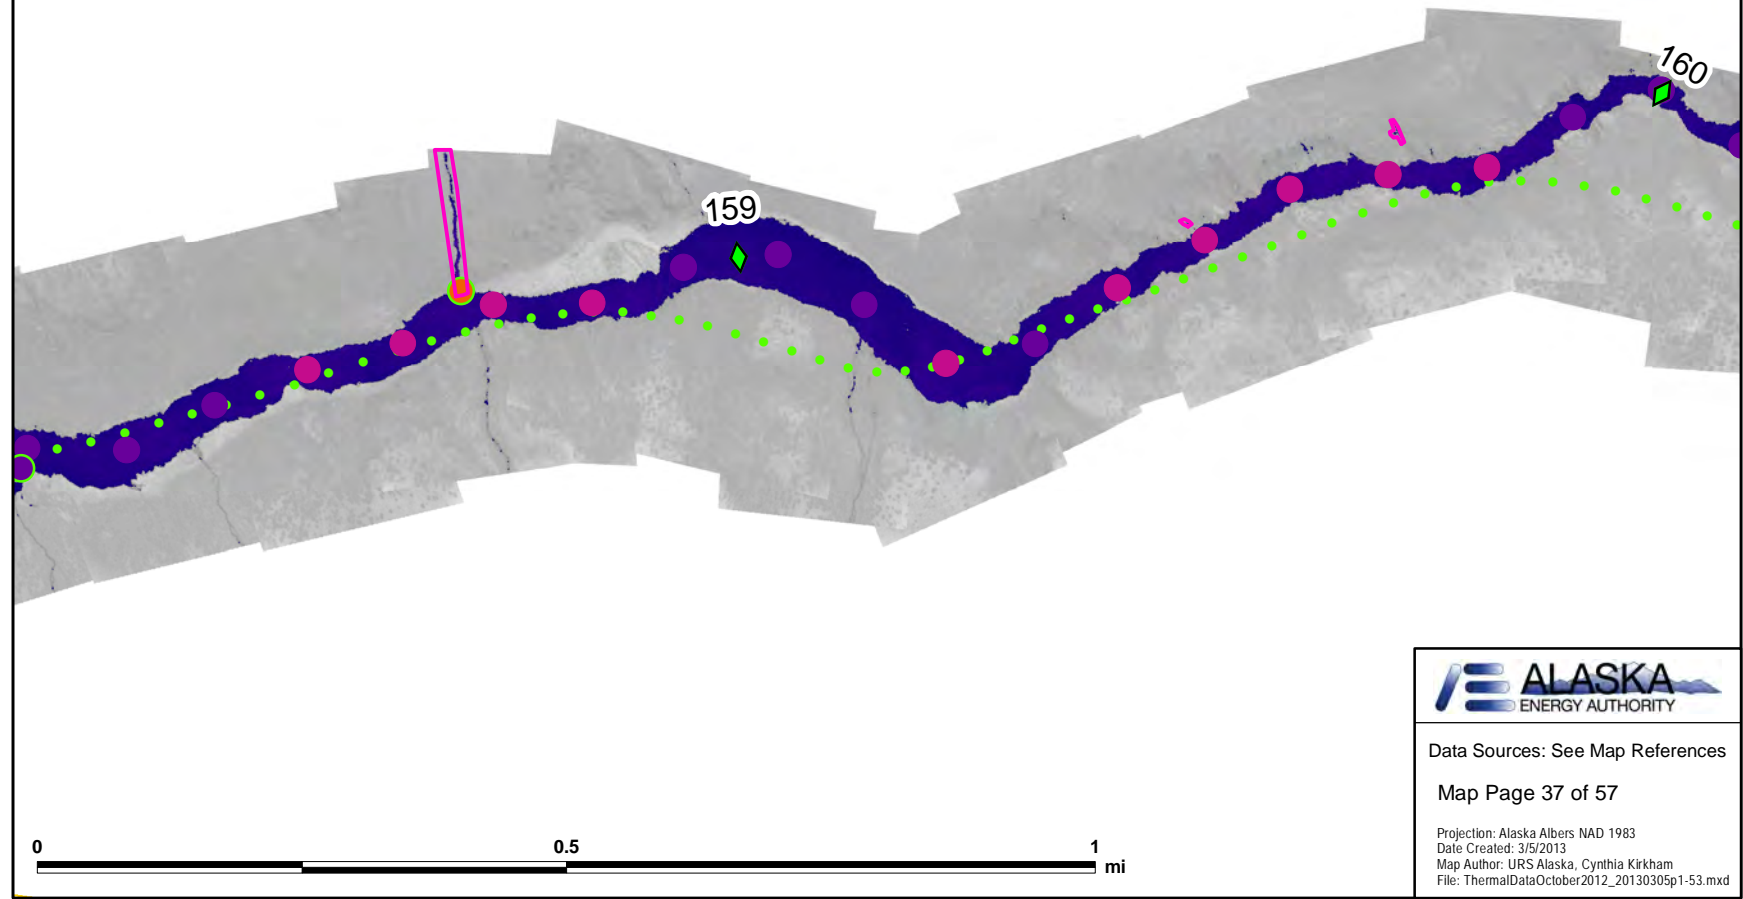 160
159
ALASKA
ENERGY AUTHORITY
Data Sources: See Map References
Map Page 37 of 57
Projection: Alaska Albers NAD 1983
Date Created: 3/5/2013
Map Author: URS Alaska, Cynthia Kirkham
File: ThermalDataOctober2012_20130305p1-53.mxd
0 0.5 1
mi